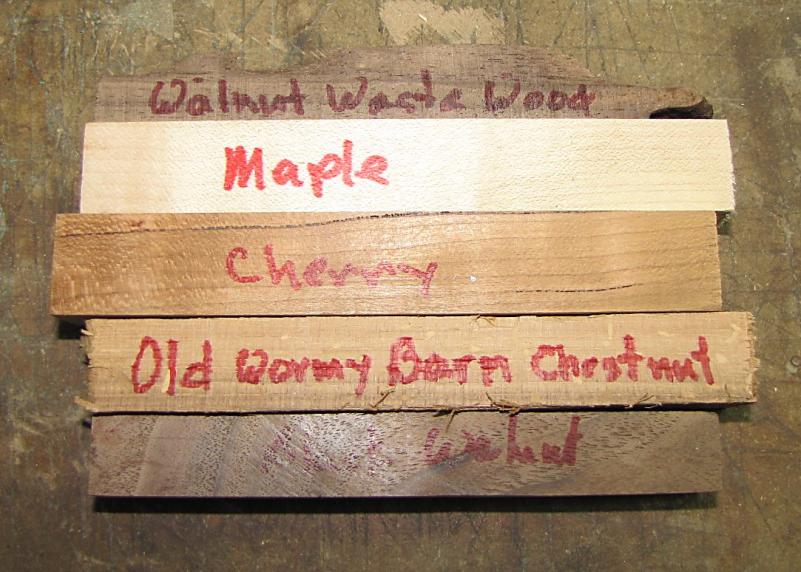 Walnut Waste Wood
Maple
Cherry
Old Wormy Barn Chestnut
Walnut